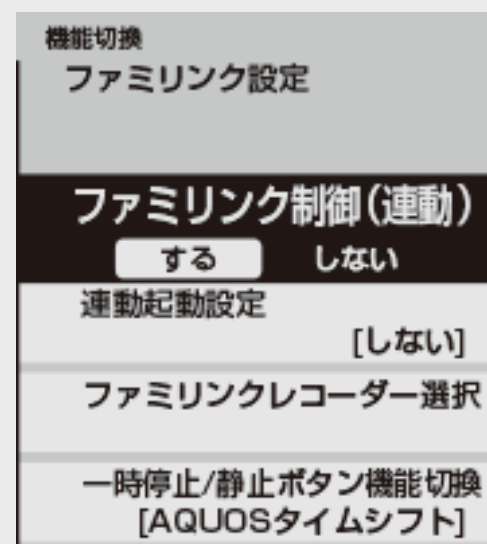 機能切換
ファミリンク設定
ファミリンク制御(連動)
する しない
連動起動設定
[しない]
ファミリンクレコーダー選択
一時停止/静止ボタン機能切換
[AQUOSタイムシフト]